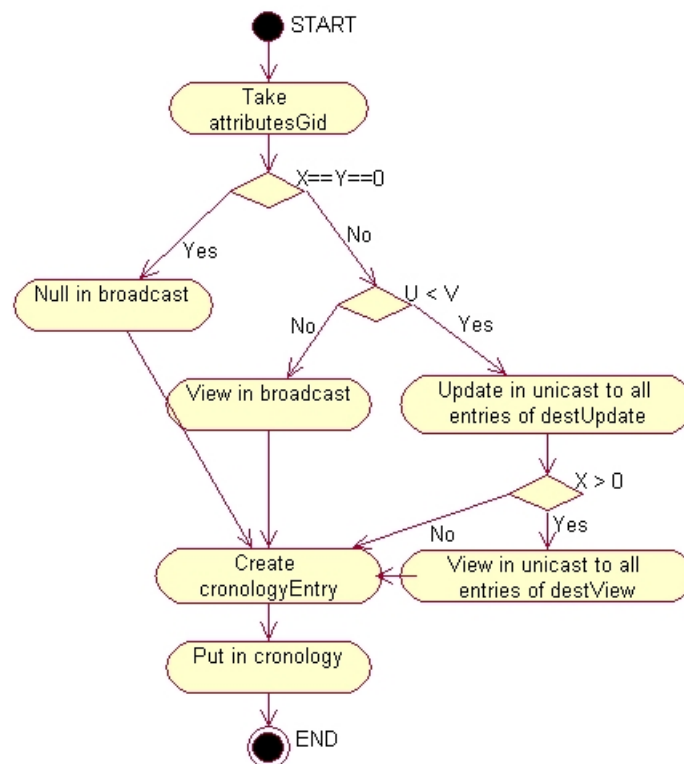 START
Take
attributesGid
X==Y==0
Yes
No
Null in broadcast
U < V
No
Yes
View in broadcast
Update in unicast to all
entries of destUpdate
X > 0
No
Yes
Create
cronologyEntry
View in unicast to all
entries of destView
Put in cronology
END